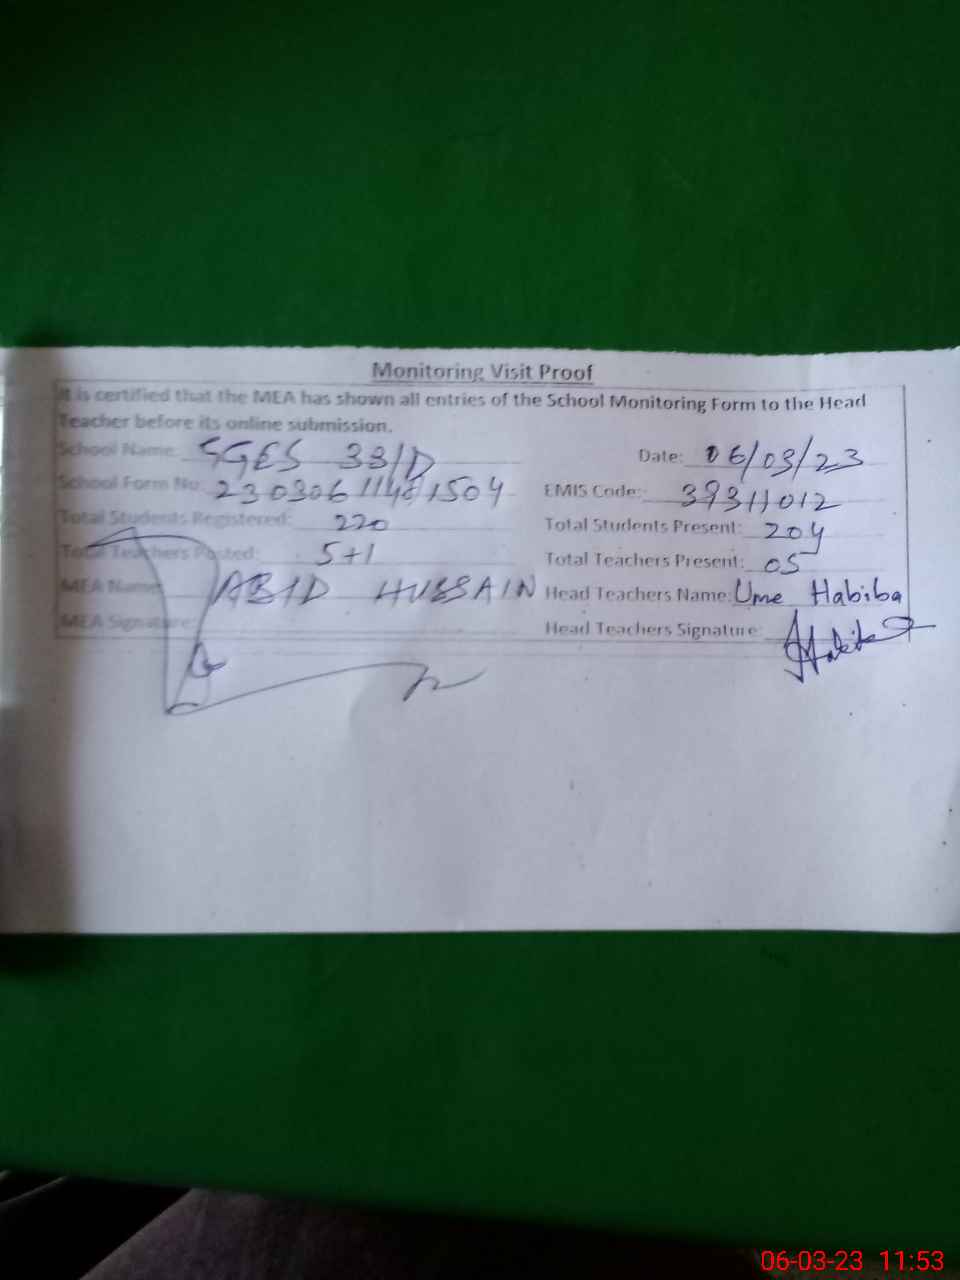 Monitoring Visit Proof
It is certified that the MEA has shown all entries of the School Monitoring Form to the Head
Teacher before its online submission.
School Name: SGES 33/D Date: 06/03/23
School Form No: EMIS Code: 39311012
Total Students Registered: 220 Total Students Present: 204
Total Teachers Posted: 5+1 Total Teachers Present: 05
MEA Name: ABID HUSSAIN Head Teachers Name: Ume Habiba
MEA Signature: Head Teachers Signature: Habiba
06-03-23 11:53